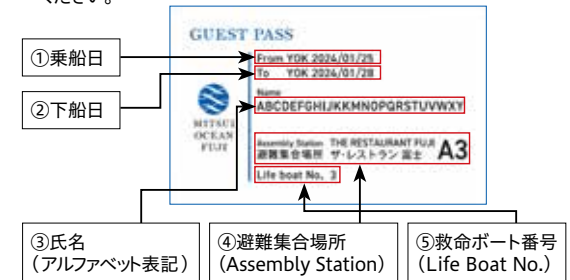 ください。
GUEST PASS
①乗船日
From YOK 2024/01/25
②下船日
To YOK 2024/01/28
Name
ABCDEFGHIJKKMNOPQRSTUVWXY
MITSUI
OCEAN
FUJI
Assembly Station THE RESTAURANT FUJI
避難集合場所 ザ・レストラン 富士
A3
Life boat No. 3
③氏名
(アルファベット表記)
④避難集合場所
(Assembly Station)
⑤救命ボート番号
(Life Boat No.)